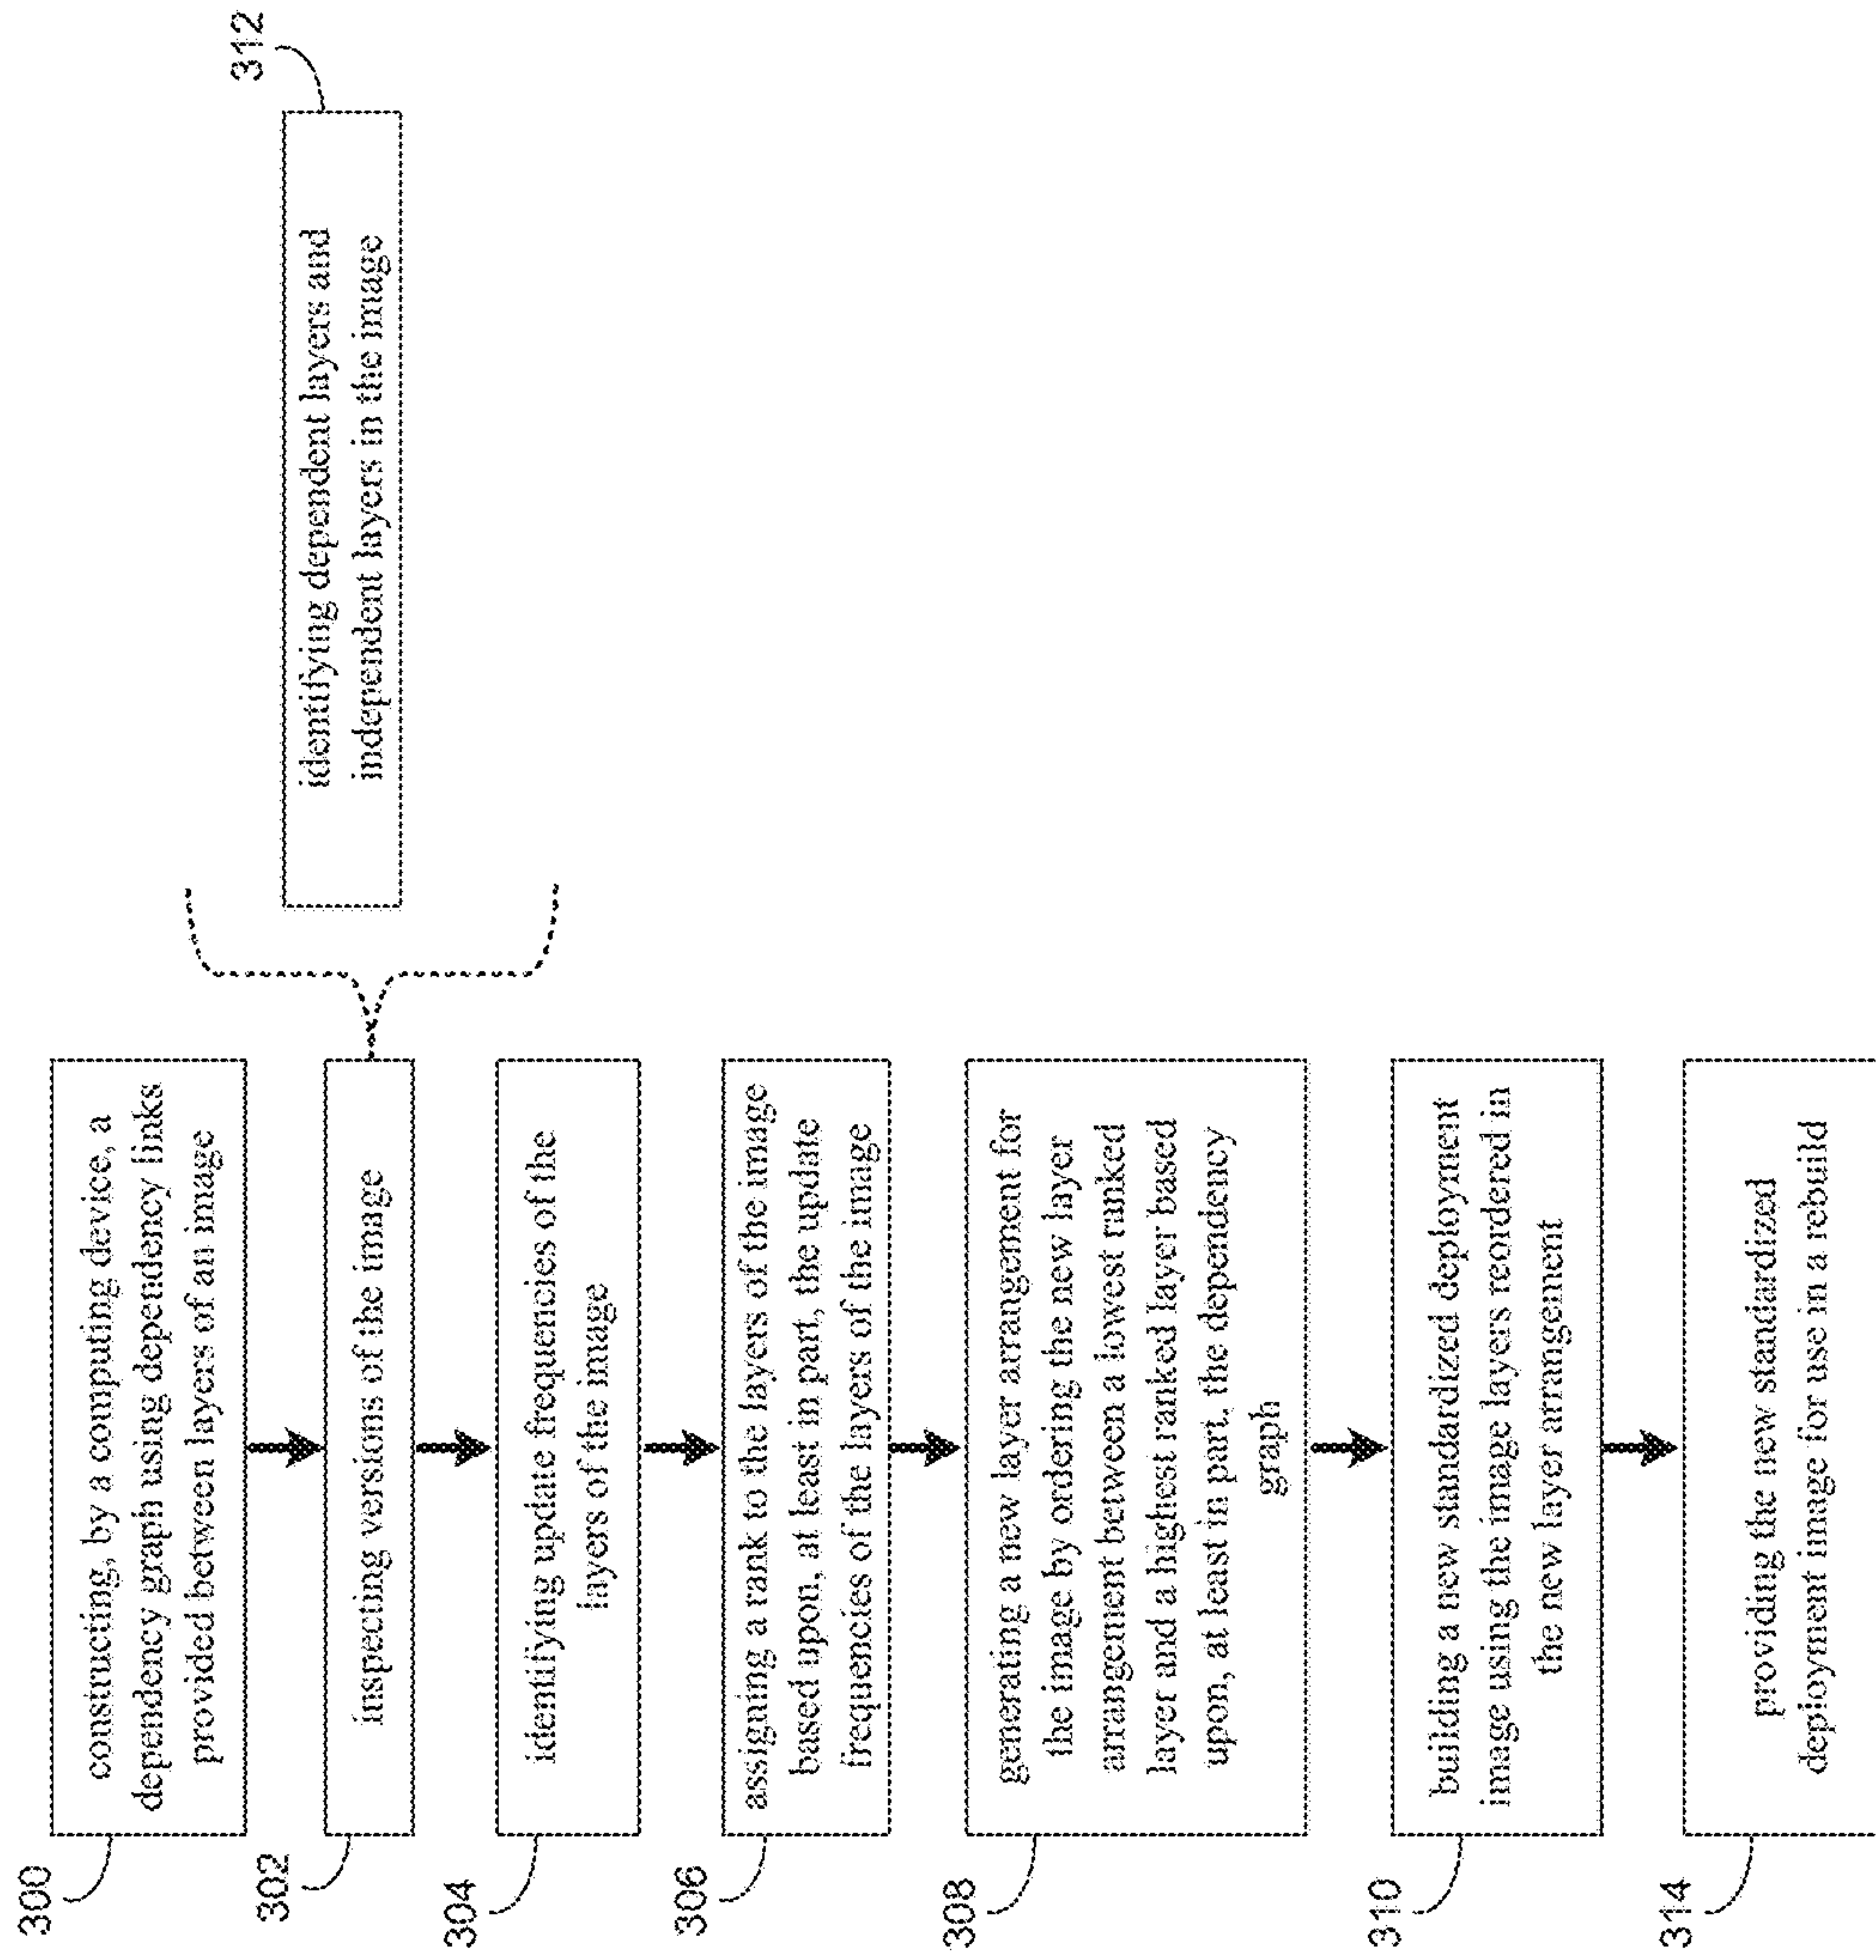 300
constructing, by a computing device, a
dependency graph using dependency links
provided between layers of an image
302
inspecting versions of the image
312
identifying dependent layers and
independent layers in the image
304
identifying update frequencies of the
layers of the image
306
assigning a rank to the layers of the image
based upon, at least in part, the update
frequencies of the layers of the image
308
generating a new layer arrangement for
the image by ordering the new layer
arrangement between a lowest ranked
layer and a highest ranked layer based
upon, at least in part, the dependency
graph
310
building a new standardized deployment
image using the image layers reordered in
the new layer arrangement
314
providing the new standardized
deployment image for use in a rebuild